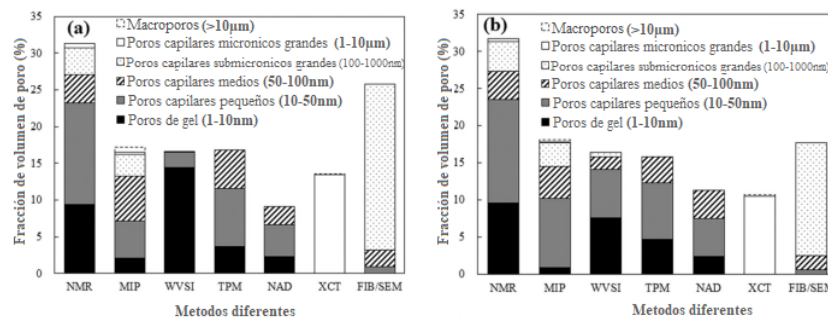 (a)
Macroporos (>10μm)
Poros capilares micronicos grandes (1-10μm)
Poros capilares submicronicos grandes (100-1000nm)
Poros capilares medios (50-100nm)
Poros capilares pequeños (10-50nm)
Poros de gel (1-10nm)
Fracción de volumen de poro (%)
35
30
25
20
15
10
5
0
NMR MIP WVSI TPM NAD XCT FIB/SEM
Metodos diferentes
(b)
Macroporos (>10μm)
Poros capilares micronicos grandes (1-10μm)
Poros capilares submicronicos grandes (100-1000nm)
Poros capilares medios (50-100nm)
Poros capilares pequeños (10-50nm)
Poros de gel (1-10nm)
Fracción de volumen de poro (%)
35
30
25
20
15
10
5
0
NMR MIP WVSI TPM NAD XCT FIB/SEM
Metodos diferentes